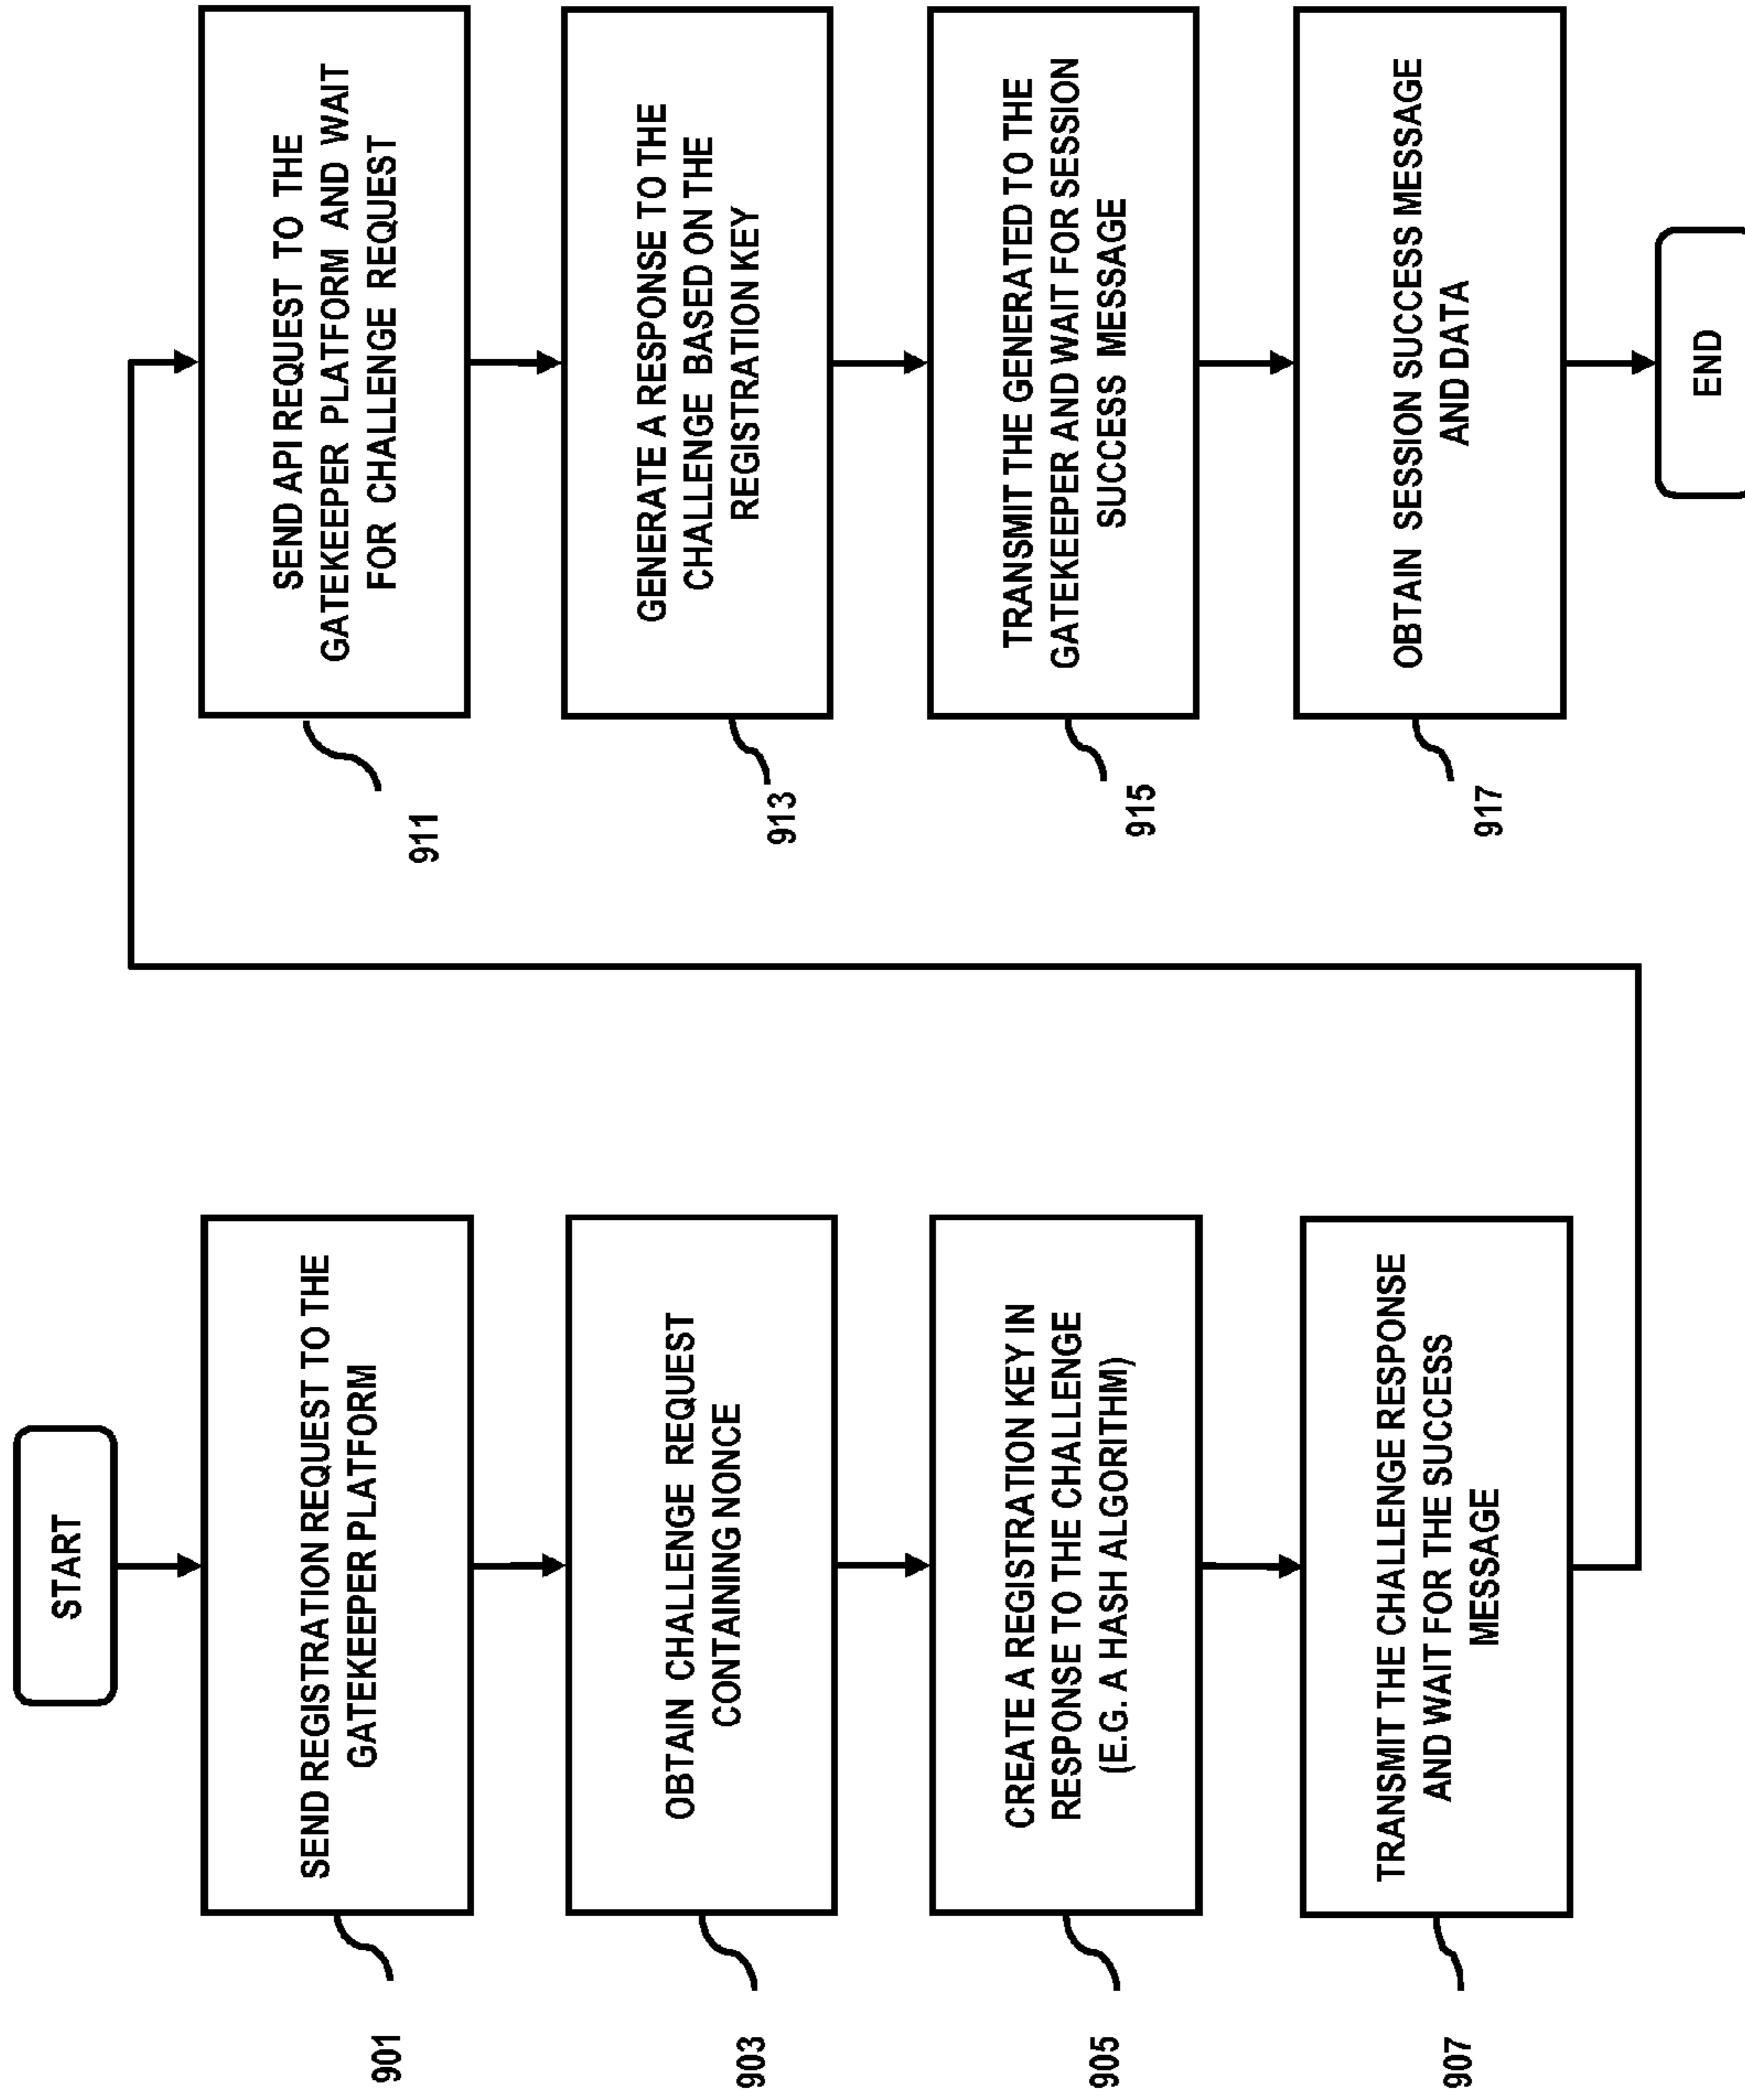 START
SEND REGISTRATION REQUEST TO THE
GATEKEEPER PLATFORM
901
OBTAIN CHALLENGE REQUEST
CONTAINING NONCE
903
CREATE A REGISTRATION KEY IN
RESPONSE TO THE CHALLENGE
(E.G. A HASH ALGORITHM)
905
TRANSMIT THE CHALLENGE RESPONSE
AND WAIT FOR THE SUCCESS
MESSAGE
907
SEND API REQUEST TO THE
GATEKEEPER PLATFORM AND WAIT
FOR CHALLENGE REQUEST
911
GENERATE A RESPONSE TO THE
CHALLENGE BASED ON THE
REGISTRATION KEY
913
TRANSMIT THE GENERATED TO THE
GATEKEEPER AND WAIT FOR SESSION
SUCCESS MESSAGE
915
OBTAIN SESSION SUCCESS MESSAGE
AND DATA
917
END